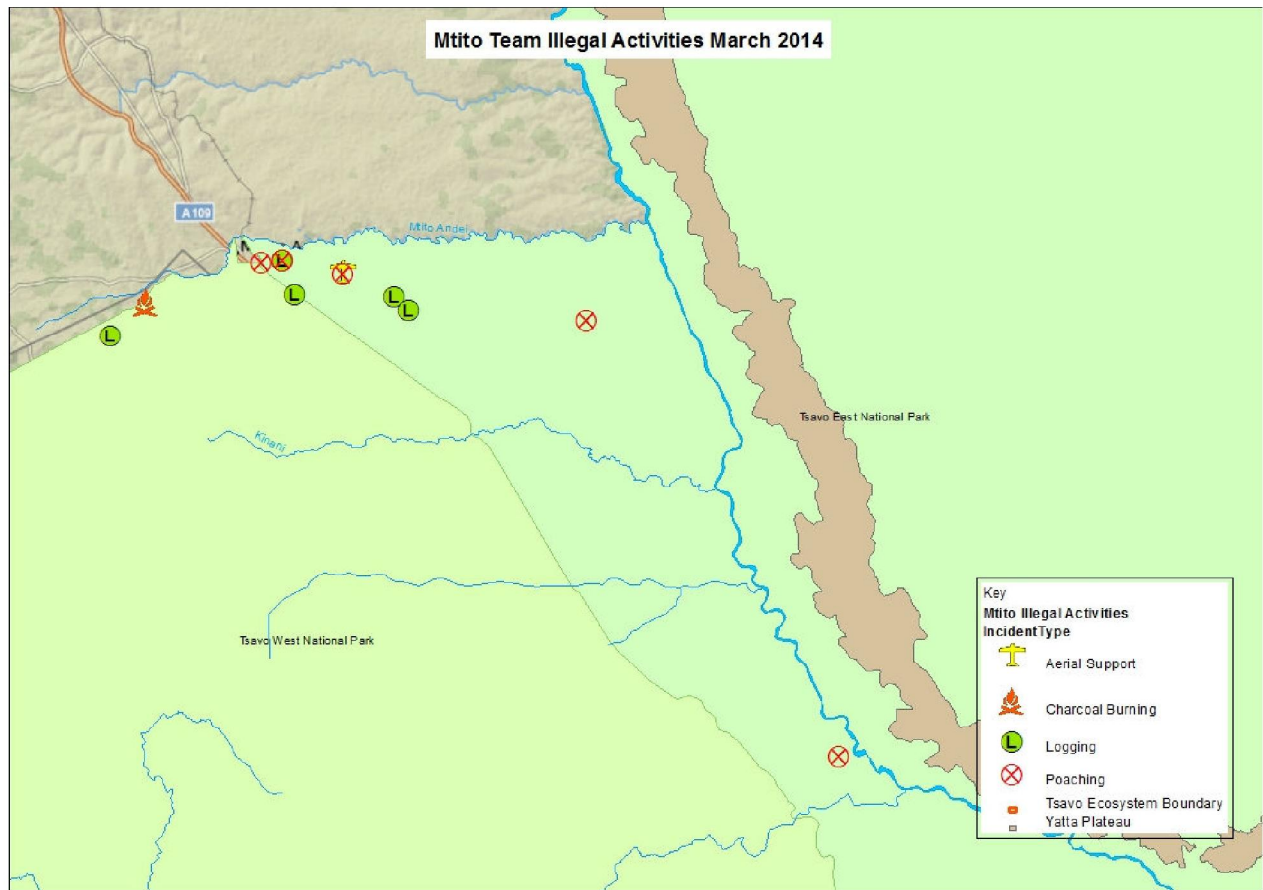 Mtito Team Illegal Activities March 2014
A 109
Mtito Andei
L
L
L
L
L
Kinani
Tsavo East National Park
Tsavo West National Park
Key
Mtito Illegal Activities
IncidentType
Aerial Support
Charcoal Burning
L Logging
Poaching
Tsavo Ecosystem Boundary
Yatta Plateau